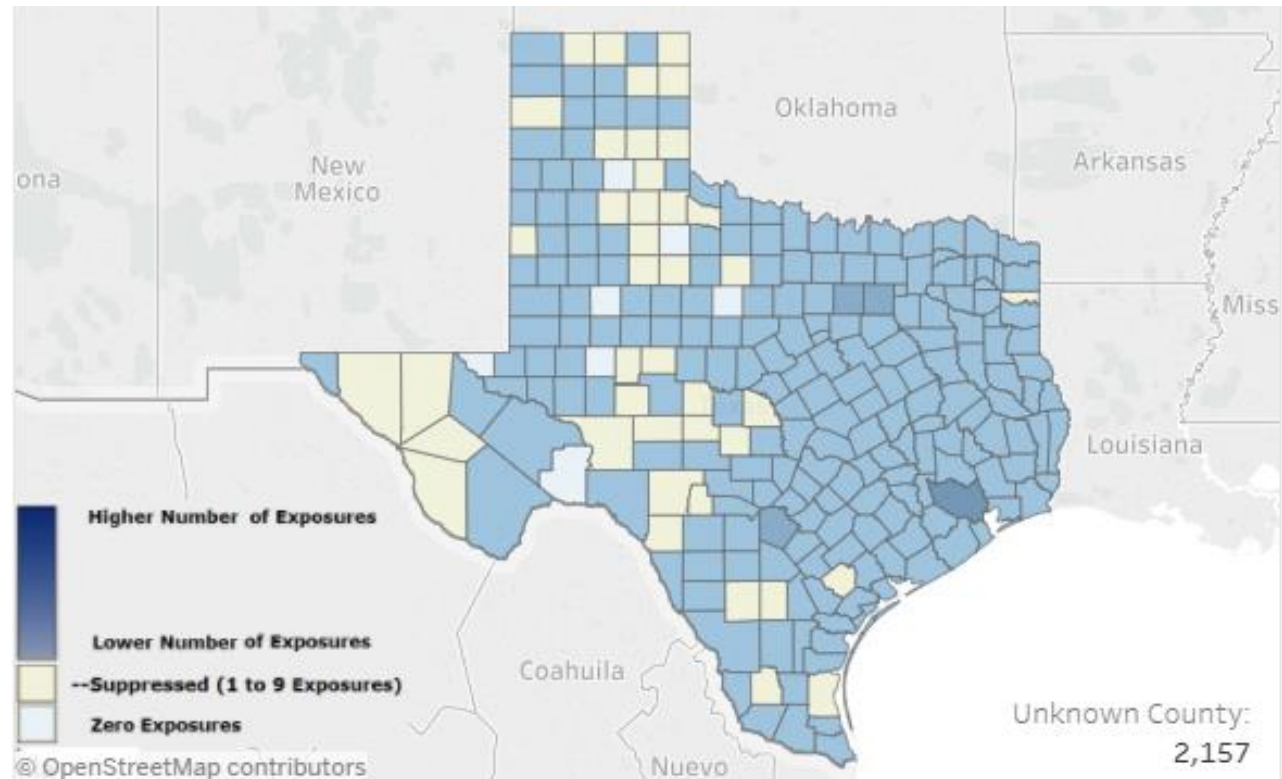 Oklahoma
New
Mexico
Arkansas
ona
Miss
Louisiana
Higher Number of Exposures
Lower Number of Exposures
--Suppressed (1 to 9 Exposures)
Zero Exposures
Coahuila
Unknown County:
2,157
© OpenStreetMap contributors
Nuevo